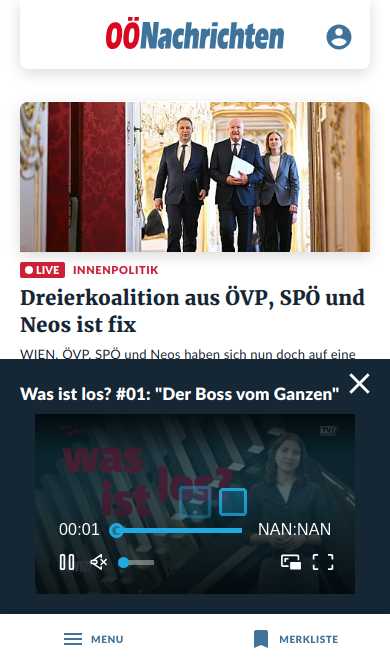 OÖNachrichten
LIVE INNENPOLITIK
Dreierkoalition aus ÖVP, SPÖ und
Neos ist fix
WIEN. ÖVP, SPÖ und Neos haben sich nun doch auf eine
Was ist los? #01: "Der Boss vom Ganzen"
was
ist los?
00:01 NAN:NAN
MENU MERKLISTE